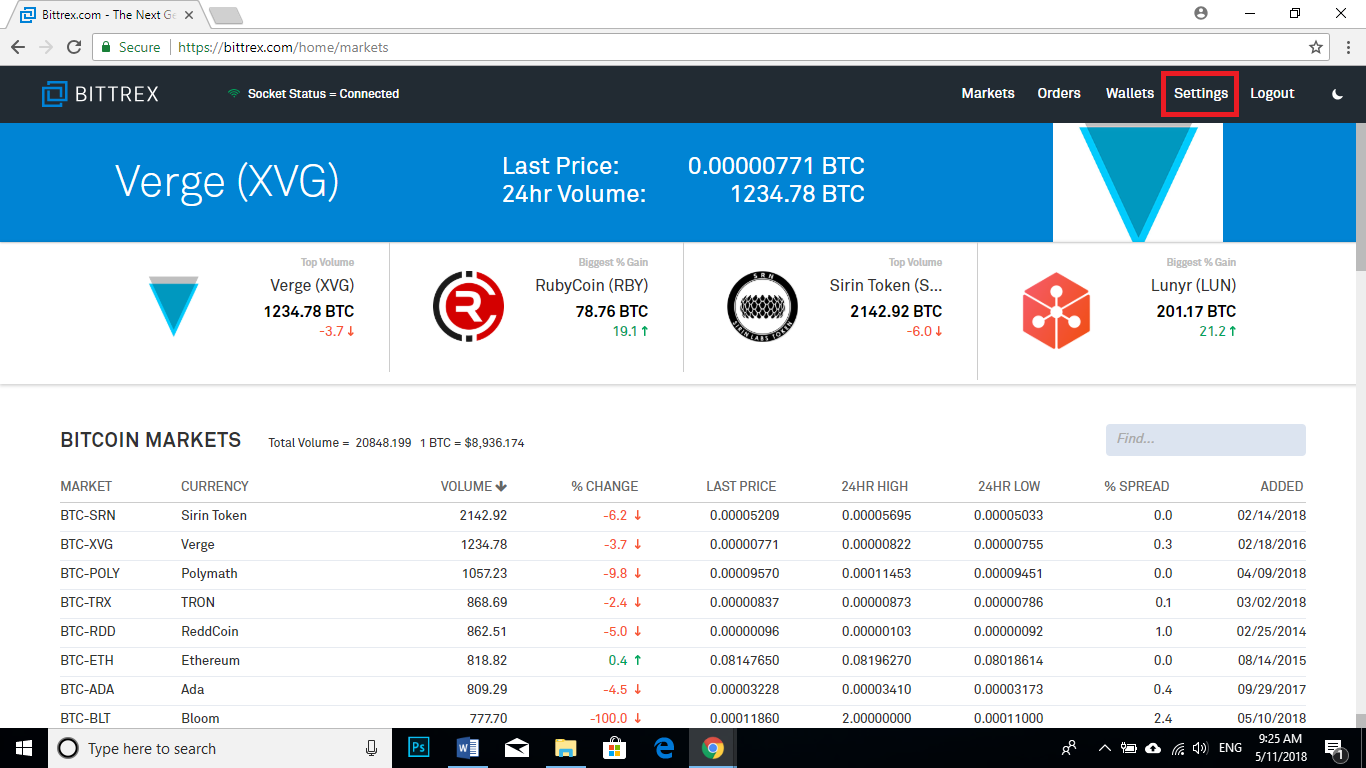 Bittrex.com - The Next Ge
Secure https://bittrex.com/home/markets
BITTREX Socket Status = Connected Markets Orders Wallets Settings Logout
Verge (XVG)
Last Price: 0.00000771 BTC
24hr Volume: 1234.78 BTC
Top Volume
Verge (XVG)
1234.78 BTC
-3.7↓
Biggest % Gain
RubyCoin (RBY)
78.76 BTC
19.1↑
SRN
SIRIN LABS TOKEN
Top Volume
Sirin Token (S...
2142.92 BTC
-6.0↓
Biggest % Gain
Lunyr (LUN)
201.17 BTC
21.2↑
BITCOIN MARKETS Total Volume = 20848.199 1 BTC = $8,936.174 Find...
MARKET CURRENCY VOLUME↓ % CHANGE LAST PRICE 24HR HIGH 24HR LOW % SPREAD ADDED
BTC-SRN Sirin Token 2142.92 -6.2 ↓ 0.00005209 0.00005695 0.00005033 0.0 02/14/2018
BTC-XVG Verge 1234.78 -3.7 ↓ 0.00000771 0.00000822 0.00000755 0.3 02/18/2016
BTC-POLY Polymath 1057.23 -9.8 ↓ 0.00009570 0.00011453 0.00009451 0.0 04/09/2018
BTC-TRX TRON 868.69 -2.4 ↓ 0.00000837 0.00000873 0.00000786 0.1 03/02/2018
BTC-RDD ReddCoin 862.51 -5.0 ↓ 0.00000096 0.00000103 0.00000092 1.0 02/25/2014
BTC-ETH Ethereum 818.82 0.4 ↑ 0.08147650 0.08196270 0.08018614 0.0 08/14/2015
BTC-ADA Ada 809.29 -4.5 ↓ 0.00003228 0.00003410 0.00003173 0.4 09/29/2017
BTC-BLT Bloom 777.70 -100.0 ↓ 0.00011860 2.00000000 0.00011000 2.4 05/10/2018
Type here to search Ps ENG 9:25 AM
5/11/2018 1